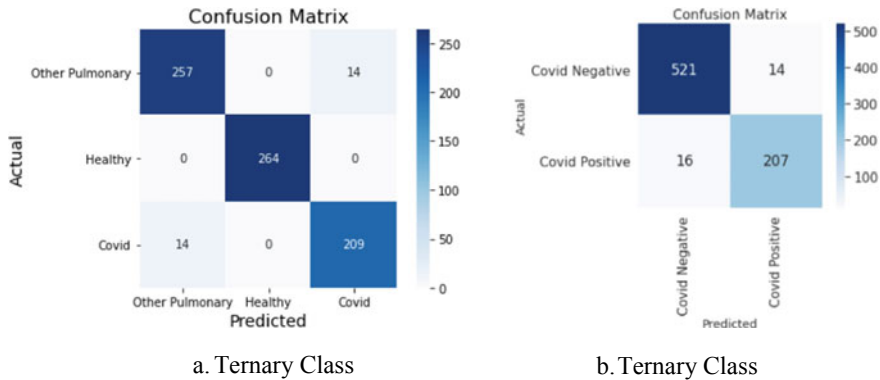 Confusion Matrix
Actual
Other Pulmonary 257 0 14
Healthy 0 264 0
Covid 14 0 209
Other Pulmonary Healthy Covid
Predicted
250
200
150
100
50
0
a. Ternary Class
Confusion Matrix
Actual
Covid Negative 521 14
Covid Positive 16 207
Covid Negative Covid Positive
Predicted
500
400
300
200
100
b. Ternary Class